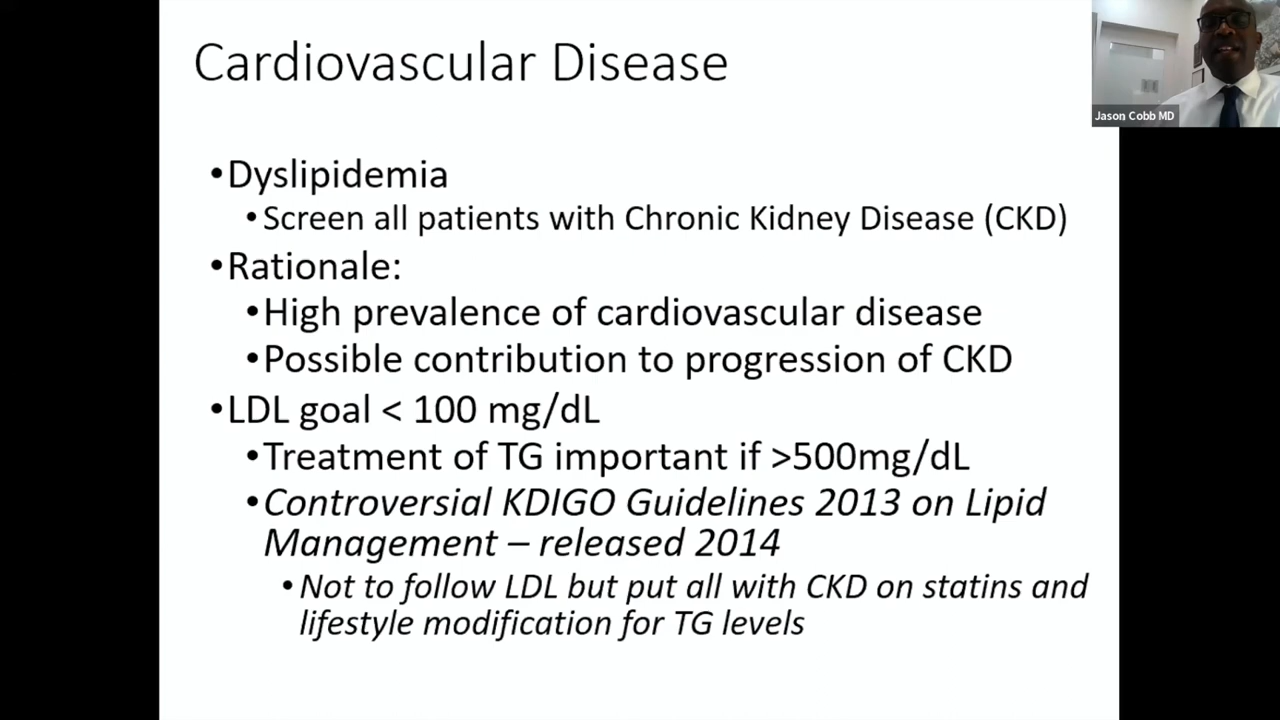 Cardiovascular Disease
Jason Cobb MD
•Dyslipidemia
•Screen all patients with Chronic Kidney Disease (CKD)
•Rationale:
•High prevalence of cardiovascular disease
•Possible contribution to progression of CKD
•LDL goal < 100 mg/dL
•Treatment of TG important if >500mg/dL
•Controversial KDIGO Guidelines 2013 on Lipid
Management – released 2014
•Not to follow LDL but put all with CKD on statins and
lifestyle modification for TG levels